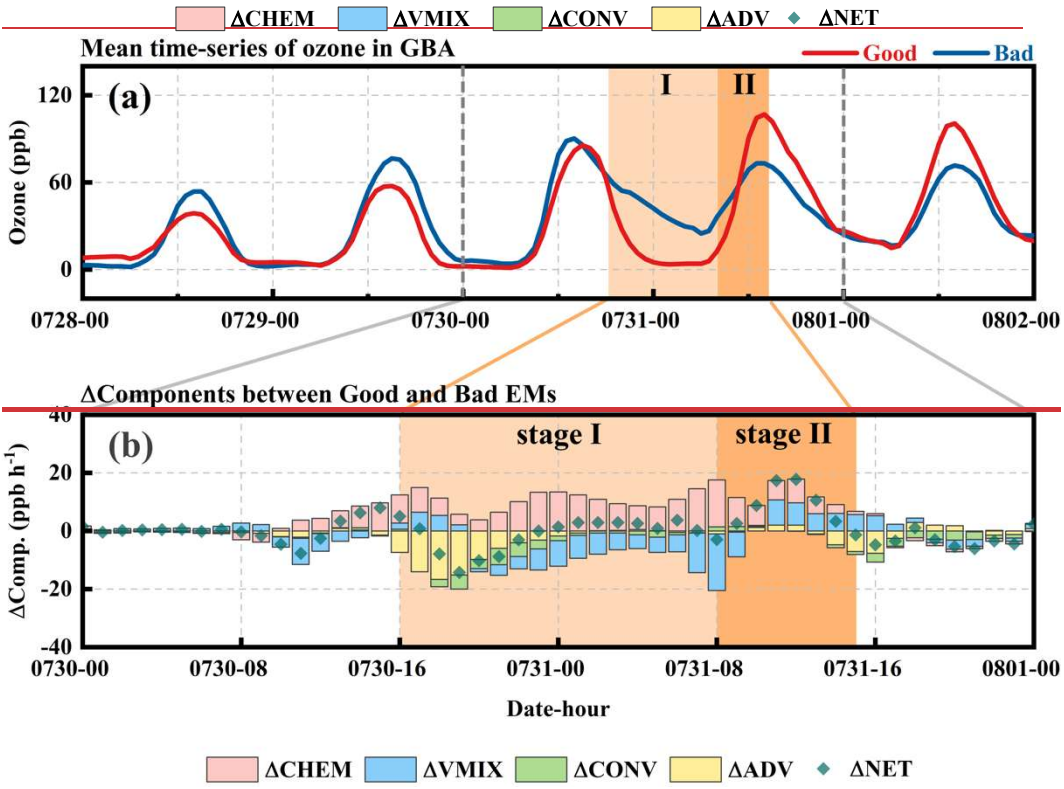 ΔCHEM ΔVMIX ΔCONV ΔADV ΔNET
Mean time-series of ozone in GBA Good Bad
(a) I II
Ozone (ppb)
120
60
0
0728-00 0729-00 0730-00 0731-00 0801-00 0802-00
ΔComponents between Good and Bad EMs
(b) stage I stage II
ΔComp. (ppb h⁻¹)
40
20
0
-20
-40
0730-00 0730-08 0730-16 0731-00 0731-08 0731-16 0801-00
Date-hour
ΔCHEM ΔVMIX ΔCONV ΔADV ΔNET